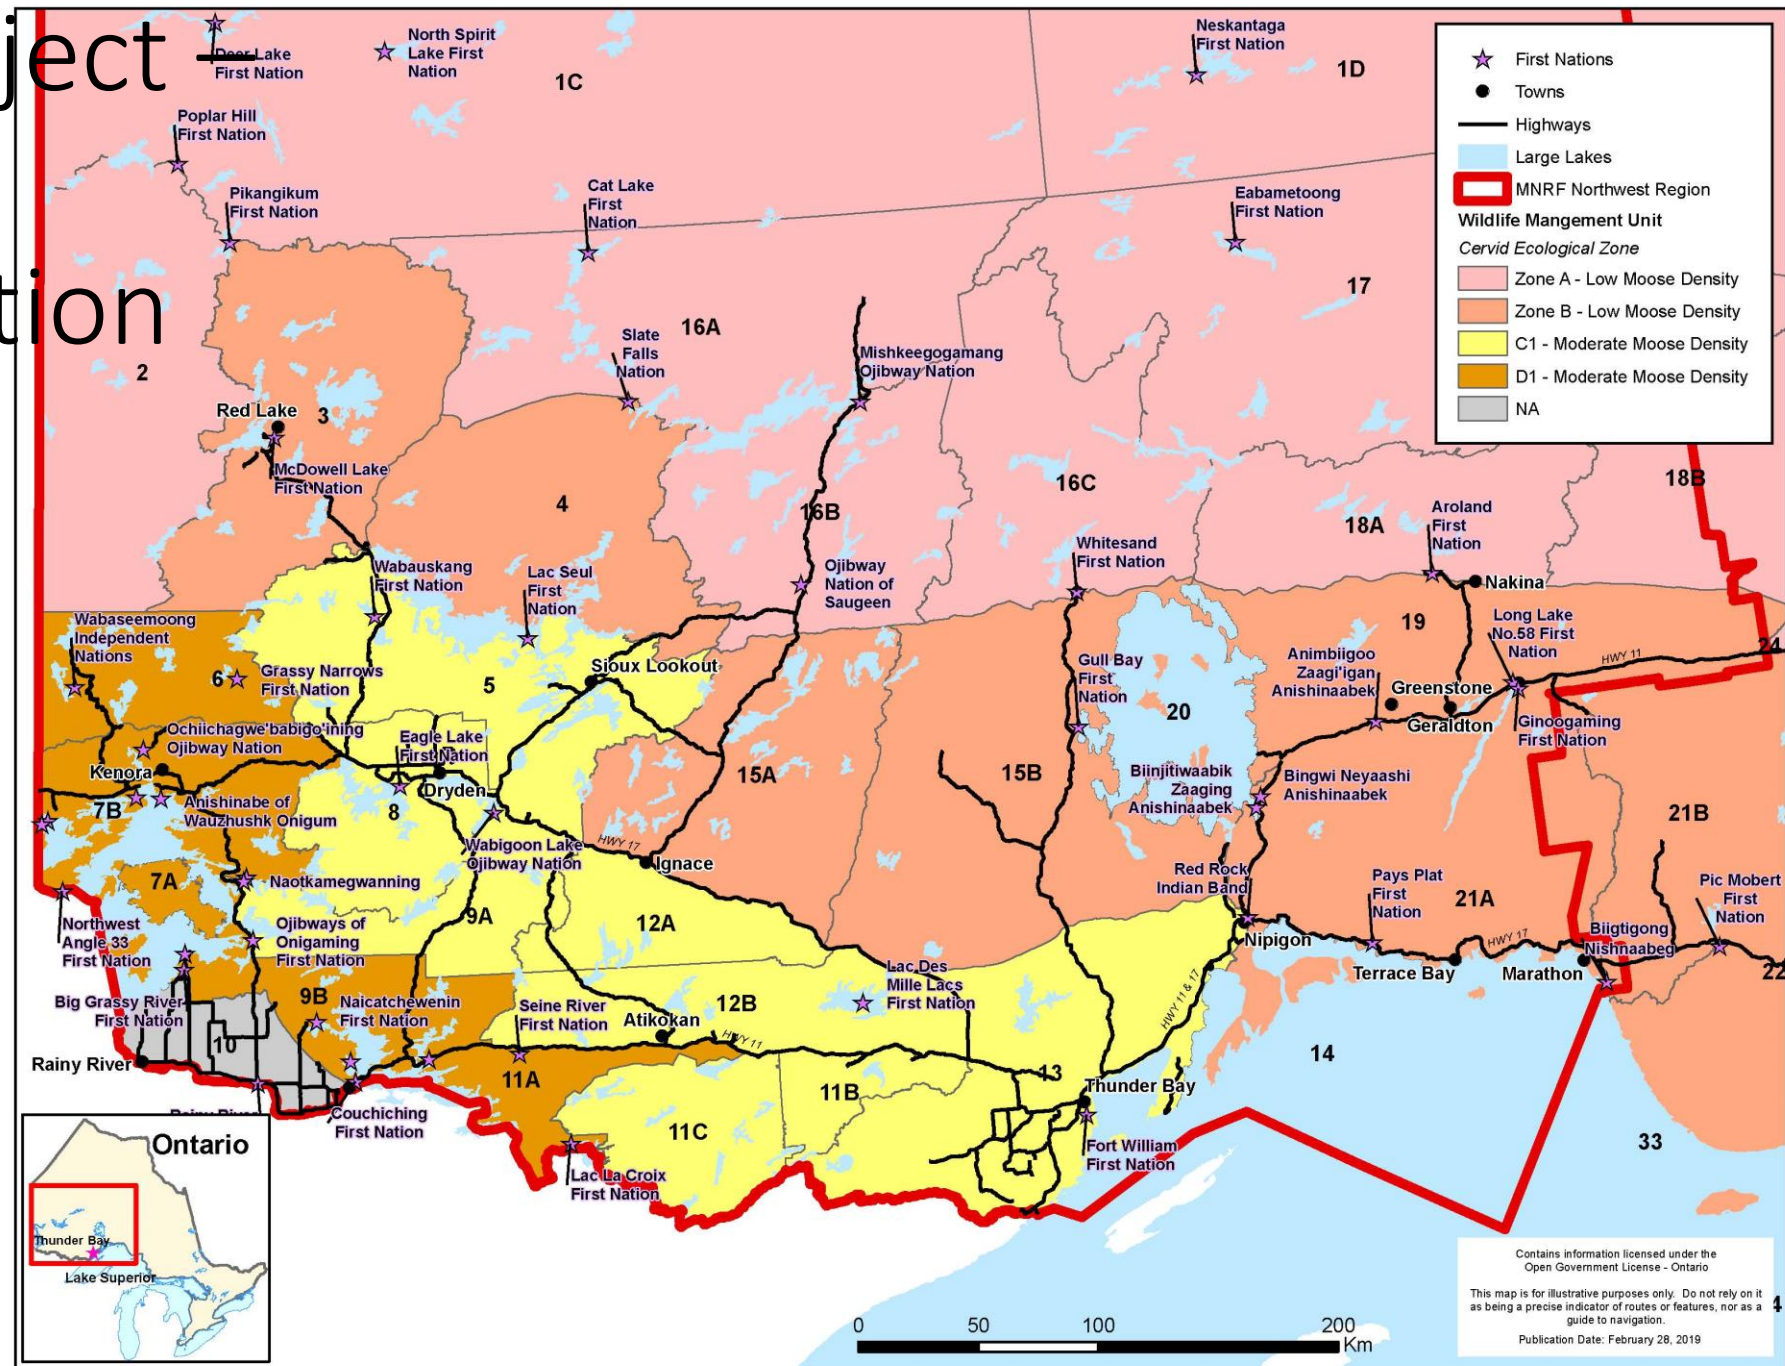 ject –
tion
Deer Lake
First Nation
North Spirit
Lake First
Nation
1C
Neskantaga
First Nation
1D
Poplar Hill
First Nation
Pikangikum
First Nation
Cat Lake
First
Nation
Eabametoong
First Nation
17
2
16A
Slate
Falls
Nation
Mishkeegogamang
Ojibway Nation
Red Lake
3
McDowell Lake
First Nation
4
16B
16C
18A
18B
Aroland
First
Nation
Whitesand
First Nation
Wabauskang
First Nation
Lac Seul
First
Nation
Ojibway
Nation of
Saugeen
Nakina
19
Long Lake
No.58 First
Nation
24
HWY 11
Wabaseemoong
Independent
Nations
6
Grassy Narrows
First Nation
5
Sioux Lookout
Gull Bay
First
Nation
20
Animbiigoo
Zaagi'igan
Anishinaabek
Greenstone
Geraldton
Ginoogaming
First Nation
Ochiichagwe'babigo'ining
Ojibway Nation
Eagle Lake
First Nation
Kenora
Dryden
15A
15B
Biinjitiwaabik
Zaaging
Anishinaabek
Bingwi Neyaashi
Anishinaabek
7B
Anishinabe of
Wauzhushk Onigum
8
Wabigoon Lake
Ojibway Nation
HWY 17
Ignace
21B
7A
Naotkamegwanning
Red Rock
Indian Band
Pays Plat
First
Nation
21A
Pic Mobert
First
Nation
Northwest
Angle 33
First Nation
Ojibways of
Onigaming
First Nation
9A
12A
Nipigon
HWY 17
Biigtigong
Nishnaabeg
Terrace Bay
Marathon
22
Lac Des
Mille Lacs
First Nation
Big Grassy River
First Nation
9B
Naicatchewenin
First Nation
Seine River
First Nation
Atikokan
12B
HWY 11
HWY 11 & 17
10
Rainy River
11A
11B
13
Thunder Bay
14
Rainy River
Couchiching
First Nation
11C
Fort William
First Nation
33
Lac La Croix
First Nation
First Nations
Towns
Highways
Large Lakes
MNRF Northwest Region
Wildlife Mangement Unit
Cervid Ecological Zone
Zone A - Low Moose Density
Zone B - Low Moose Density
C1 - Moderate Moose Density
D1 - Moderate Moose Density
NA
Ontario
Thunder Bay
Lake Superior
0 50 100 200
Km
Contains information licensed under the
Open Government License - Ontario
This map is for illustrative purposes only. Do not rely on it
as being a precise indicator of routes or features, nor as a
guide to navigation.
Publication Date: February 28, 2019
4